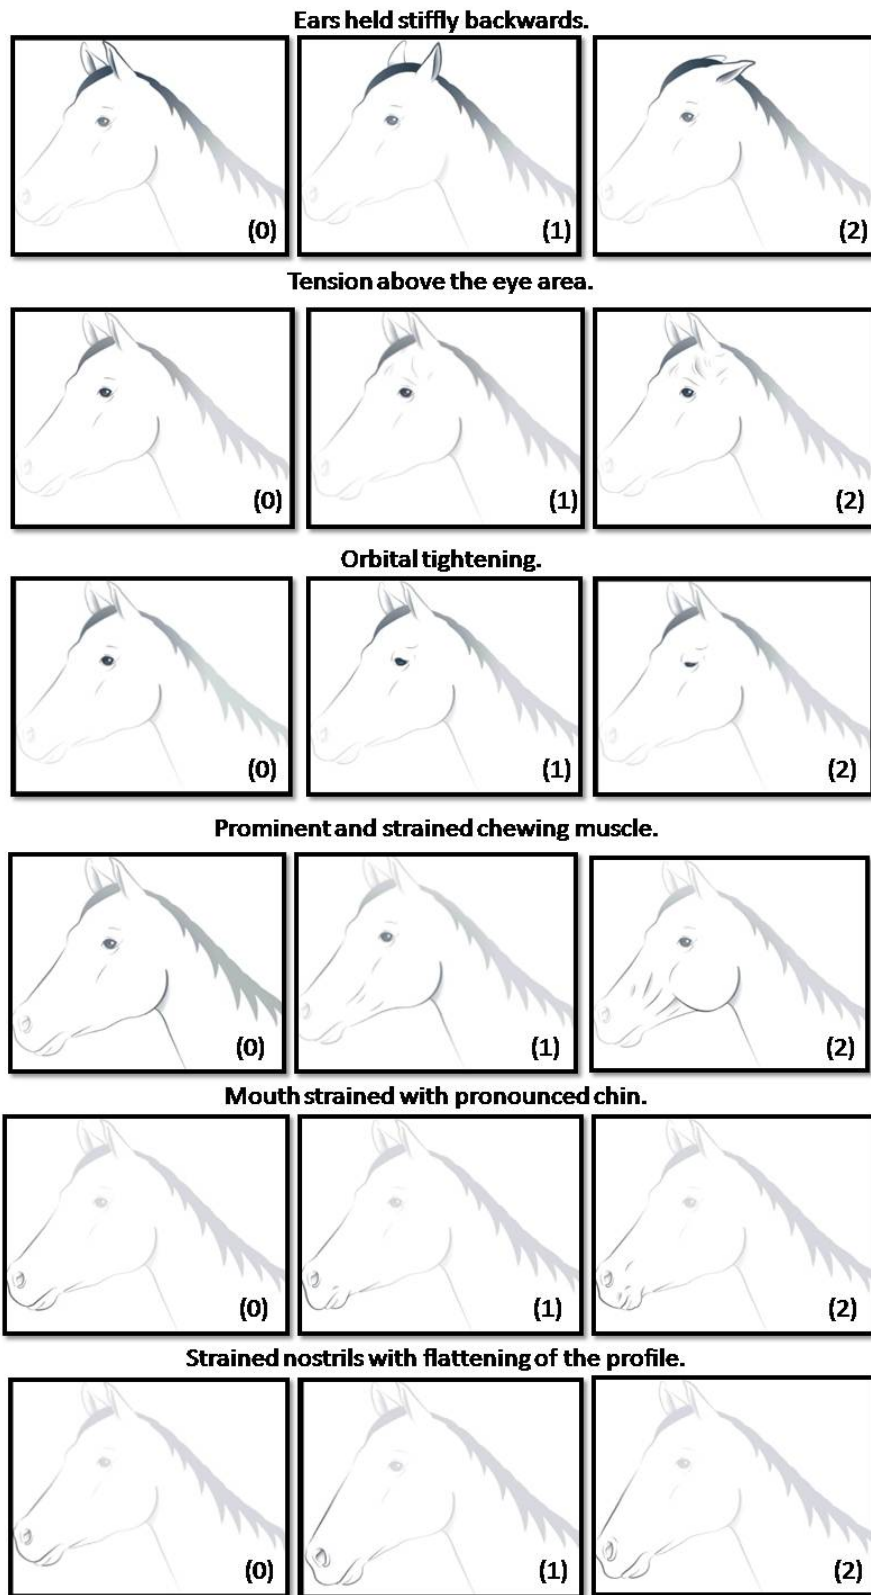 Ears held stiffly backwards.
(0) (1) (2)
Tension above the eye area.
(0) (1) (2)
Orbital tightening.
(0) (1) (2)
Prominent and strained chewing muscle.
(0) (1) (2)
Mouth strained with pronounced chin.
(0) (1) (2)
Strained nostrils with flattening of the profile.
(0) (1) (2)